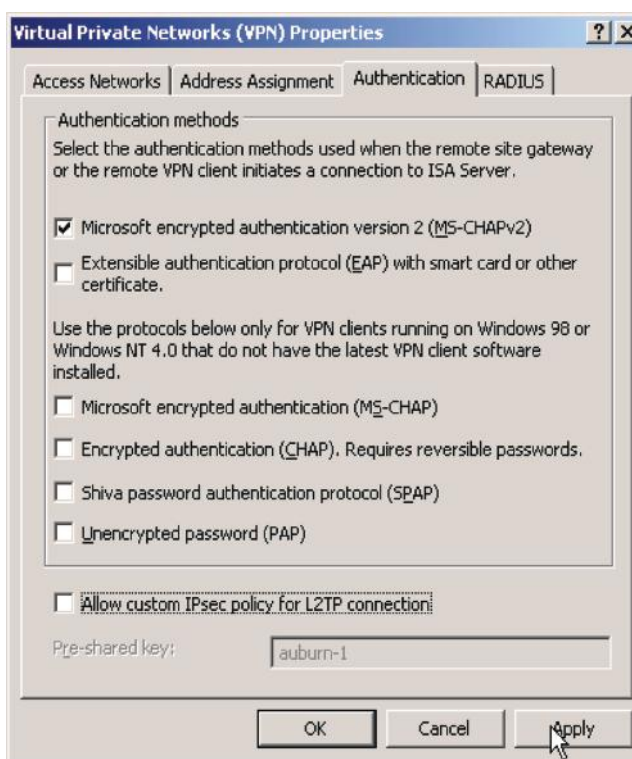 Virtual Private Networks (VPN) Properties
Access Networks Address Assignment Authentication RADIUS
Authentication methods
Select the authentication methods used when the remote site gateway
or the remote VPN client initiates a connection to ISA Server.
Microsoft encrypted authentication version 2 (MS-CHAPv2)
Extensible authentication protocol (EAP) with smart card or other
certificate.
Use the protocols below only for VPN clients running on Windows 98 or
Windows NT 4.0 that do not have the latest VPN client software
installed.
Microsoft encrypted authentication (MS-CHAP)
Encrypted authentication (CHAP). Requires reversible passwords.
Shiva password authentication protocol (SPAP)
Unencrypted password (PAP)
Allow custom IPsec policy for L2TP connection
Pre-shared key: auburn-1
OK Cancel Apply